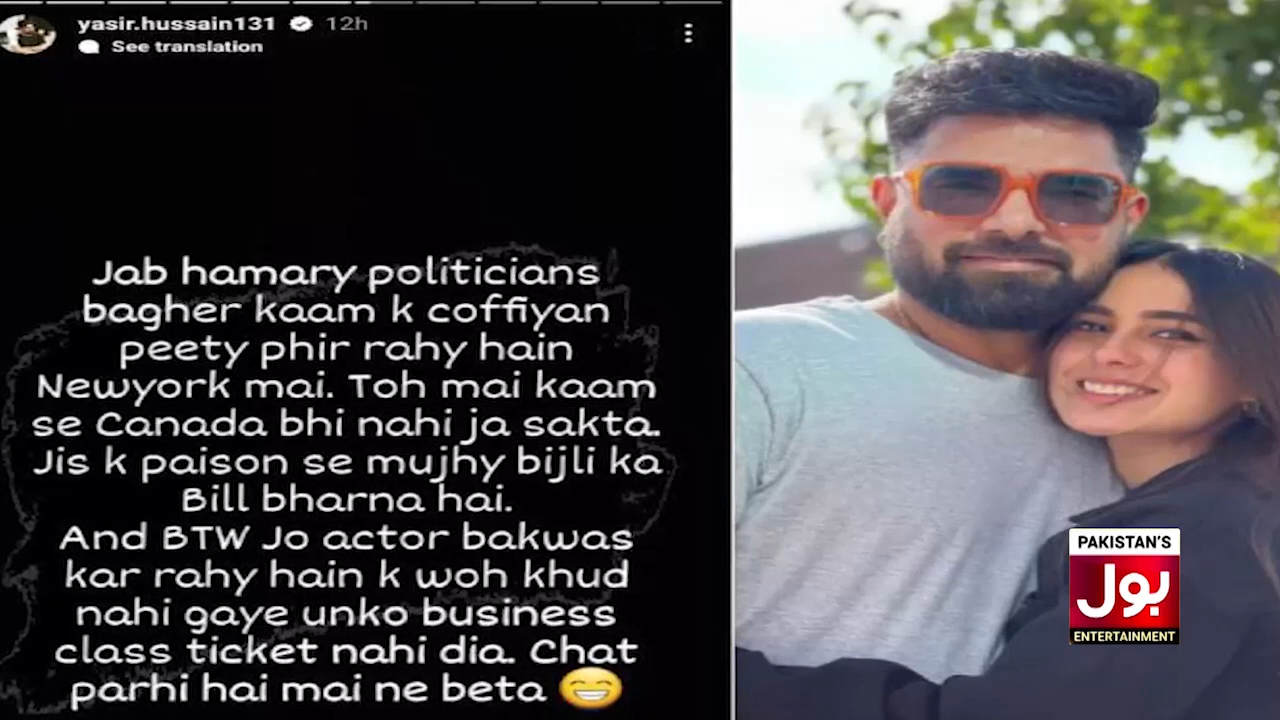 yasir.hussain131 12h
See translation
Jab hamary politicians
bagher kaam k coffiyan
peety phir rahy hain
Newyork mai. Toh mai kaam
se Canada bhi nahi ja sakta.
Jis k paison se mujhy bijli ka
Bill bharna hai.
And BTW Jo actor bakwas
kar rahy hain k woh khud
nahi gaye unko business
class ticket nahi dia. Chat
parhi hai mai ne beta 😁
PAKISTAN'S
بول
ENTERTAINMENT